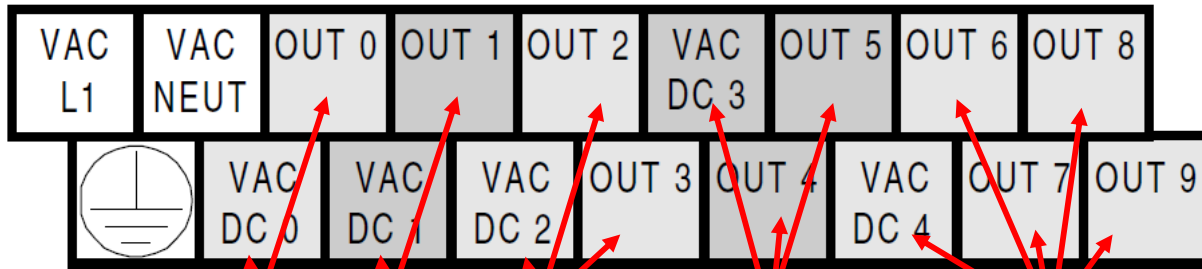 VAC L1 VAC NEUT OUT 0 OUT 1 OUT 2 VAC DC 3 OUT 5 OUT 6 OUT 8
VAC DC 0 VAC DC 1 VAC DC 2 OUT 3 OUT 4 VAC DC 4 OUT 7 OUT 9